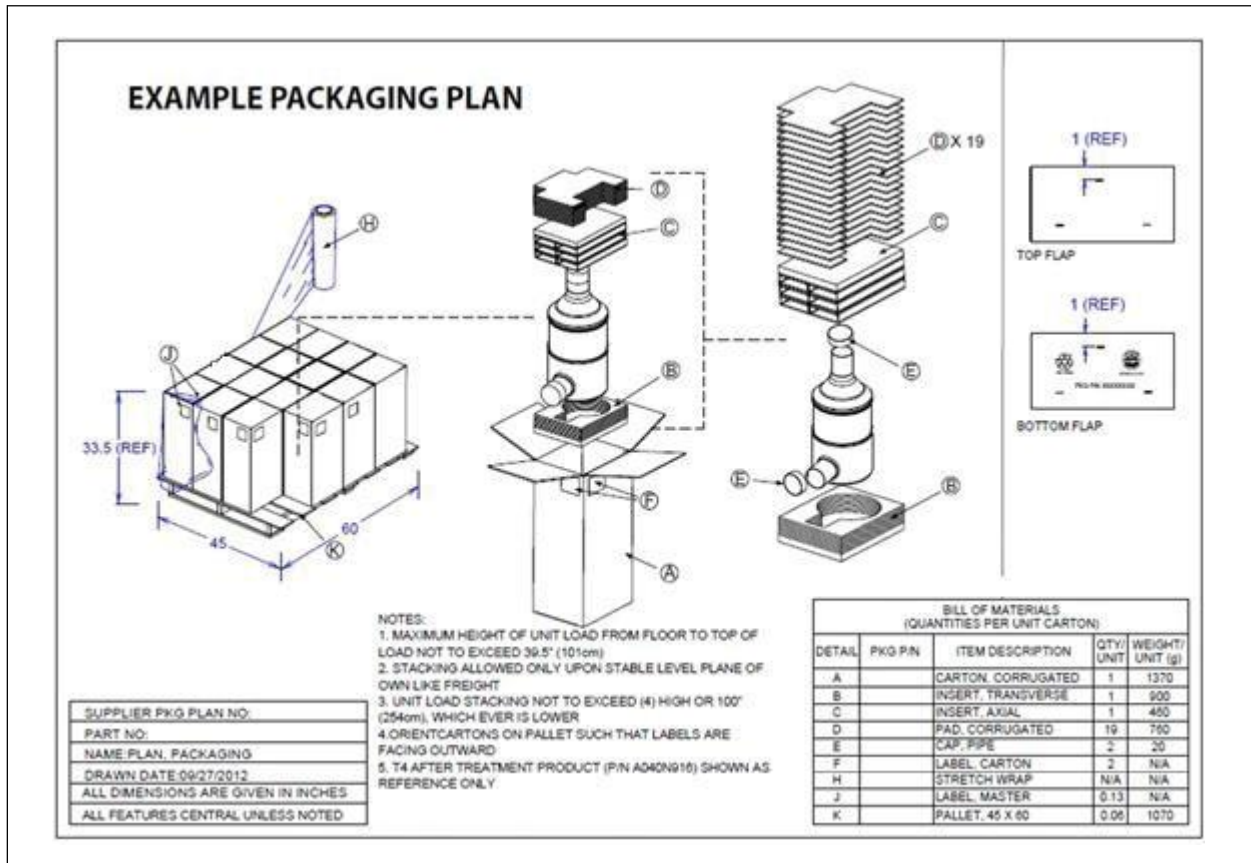 EXAMPLE PACKAGING PLAN
H
J
33.5 (REF)
45
60
K
D
C
B
F
A
D X 19
C
E
E
B
1 (REF)
TOP FLAP
1 (REF)
BOTTOM FLAP
NOTES:
1. MAXIMUM HEIGHT OF UNIT LOAD FROM FLOOR TO TOP OF
LOAD NOT TO EXCEED 39.5" (101cm)
2. STACKING ALLOWED ONLY UPON STABLE LEVEL PLANE OF
OWN LIKE FREIGHT
3. UNIT LOAD STACKING NOT TO EXCEED (4) HIGH OR 100"
(254cm), WHICH EVER IS LOWER
4.ORIENTCARTONS ON PALLET SUCH THAT LABELS ARE
FACING OUTWARD
5. T4 AFTER TREATMENT PRODUCT (P/N A040N916) SHOWN AS
REFERENCE ONLY
SUPPLIER PKG PLAN NO:
PART NO:
NAME:PLAN, PACKAGING
DRAWN DATE:09/27/2012
ALL DIMENSIONS ARE GIVEN IN INCHES
ALL FEATURES CENTRAL UNLESS NOTED
BILL OF MATERIALS
(QUANTITIES PER UNIT CARTON)
DETAIL PKG P/N ITEM DESCRIPTION QTY/ UNIT WEIGHT/ UNIT (g)
A CARTON, CORRUGATED 1 1370
B INSERT, TRANSVERSE 1 900
C INSERT, AXIAL 1 460
D PAD, CORRUGATED 19 760
E CAP, PIPE 2 20
F LABEL, CARTON 2 N/A
H STRETCH WRAP N/A N/A
J LABEL, MASTER 0.13 N/A
K PALLET, 45 X 60 0.06 1070